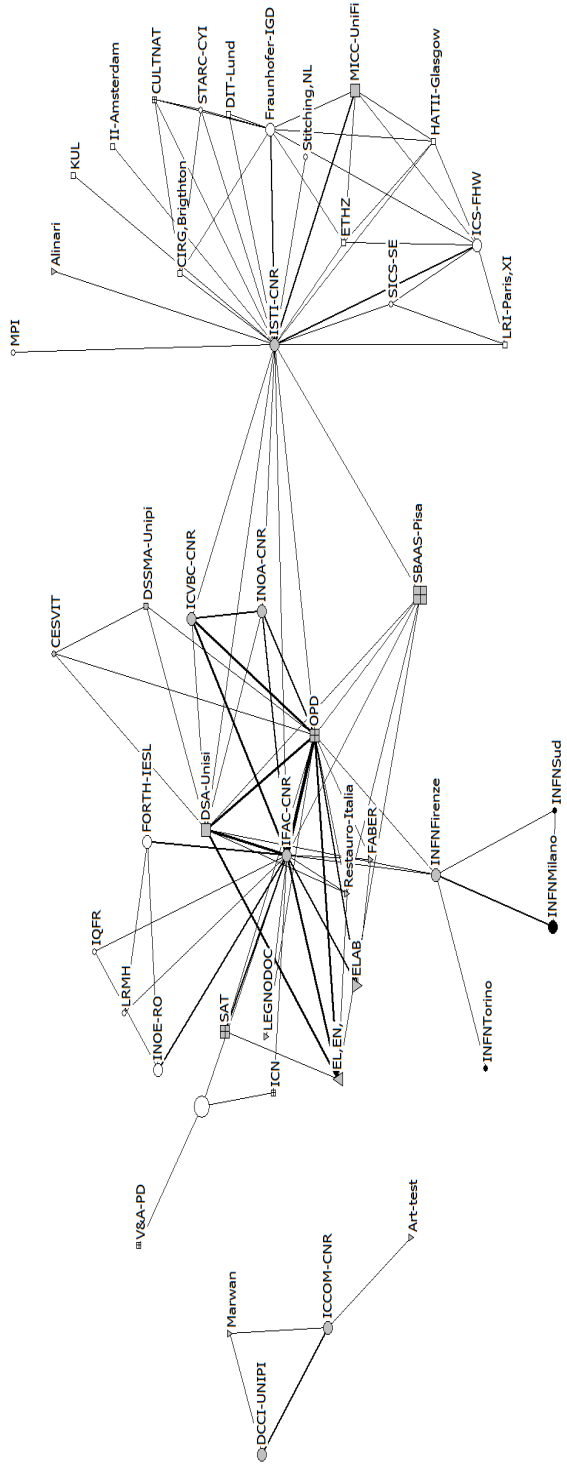 MPI
Alinari
KUL
II-Amsterdam
CULTNAT
STARC-CYI
DIT-Lund
Fraunhofer-IGD
Stitching,NL
MICC-UniFi
HATII-Glasgow
CIRG,Brigthton
ETHZ
ICS-FHW
SICS-SE
LRI-Paris,XI
ISTI-CNR
CESVIT
DSSMA-Unipi
ICVBC-CNR
INOA-CNR
SBAAS-Pisa
OPD
FORTH-IESL
DSA-Unisi
IFAC-CNR
Restauro-Italia
FABER
INFNFirenze
INFNSud
INFNMilano
INFNTorino
IQFR
LRMH
INOE-RO
SAT
LEGNODOC
ELAB
EL,EN,
ICN
V&A-PD
Marwan
DCCI-UNIPI
ICCOM-CNR
Art-test